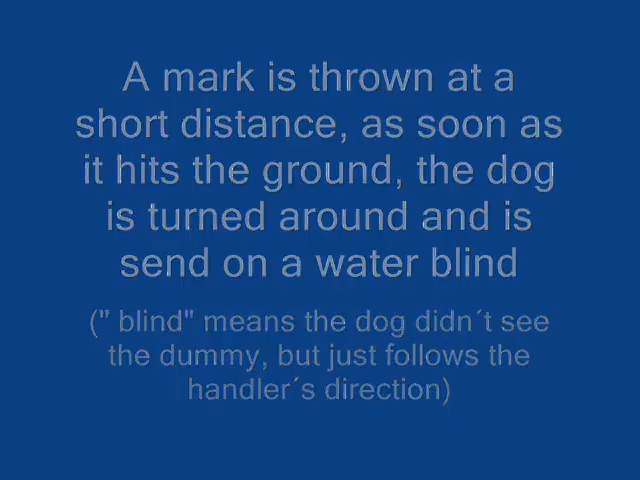 A mark is thrown at a
short distance, as soon as
it hits the ground, the dog
is turned around and is
send on a water blind
(" blind" means the dog didn´t see
the dummy, but just follows the
handler´s direction)